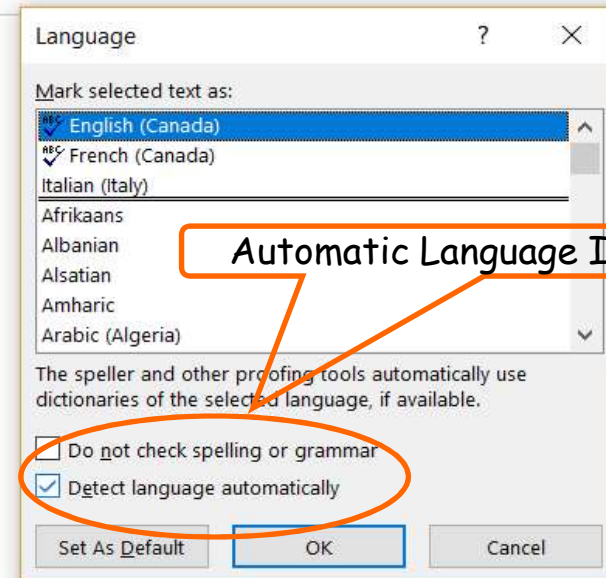 Language ?
Mark selected text as:
English (Canada)
French (Canada)
Italian (Italy)
Afrikaans
Albanian
Alsatian
Amharic
Arabic (Algeria)
Automatic Language
The speller and other proofing tools automatically use
dictionaries of the selected language, if available.
Do not check spelling or grammar
Detect language automatically
Set As Default OK Cancel